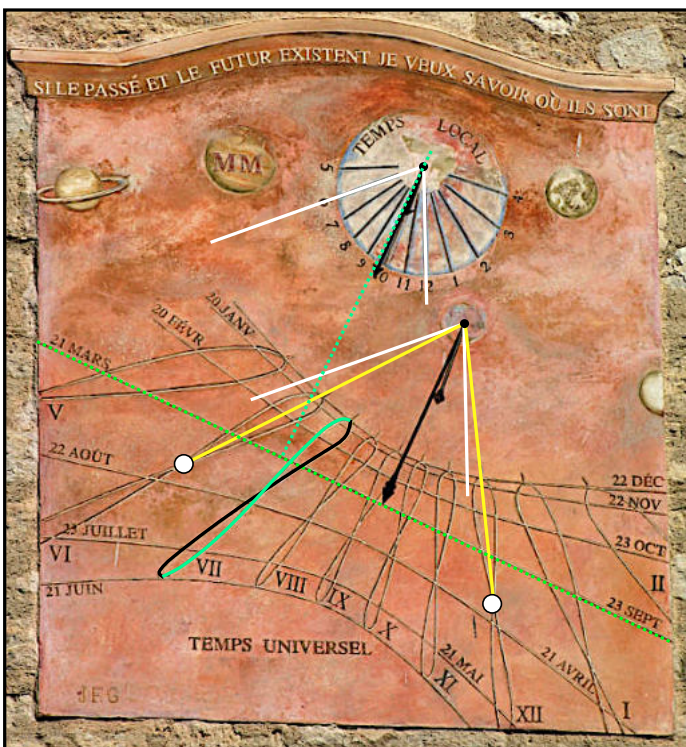 SI LE PASSÉ ET LE FUTUR EXISTENT JE VEUX SAVOIR OÙ ILS SONT
TEMPS LOCAL
MM
5
6
7
8
9
10
11
12
1
2
3
4
20 JANV
20 FÉVR
21 MARS
V
22 AOÛT
22 DÉC
22 NOV
23 OCT
23 JUILLET
VI
VII
VIII
IX
X
XI
XII
I
II
23 SEPT
21 JUIN
21 MAI
21 AVRIL
TEMPS UNIVERSEL
JFG